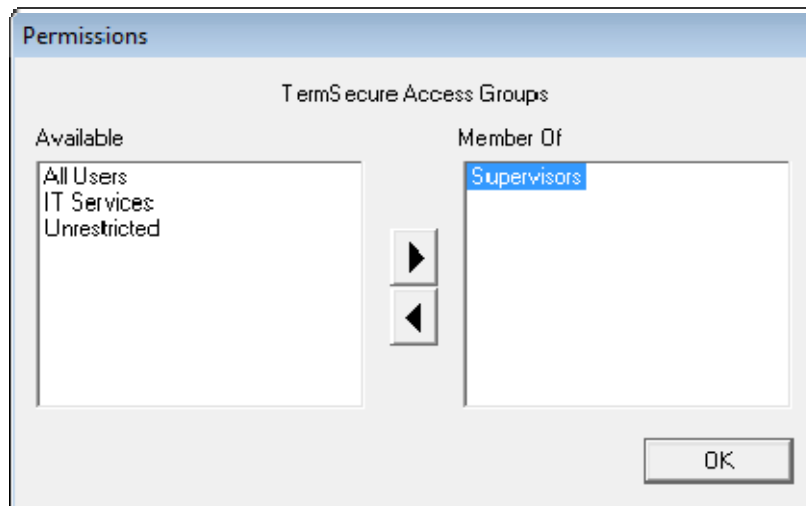 Permissions
TermSecure Access Groups
Available
Member Of
All Users
IT Services
Unrestricted
Supervisors
OK